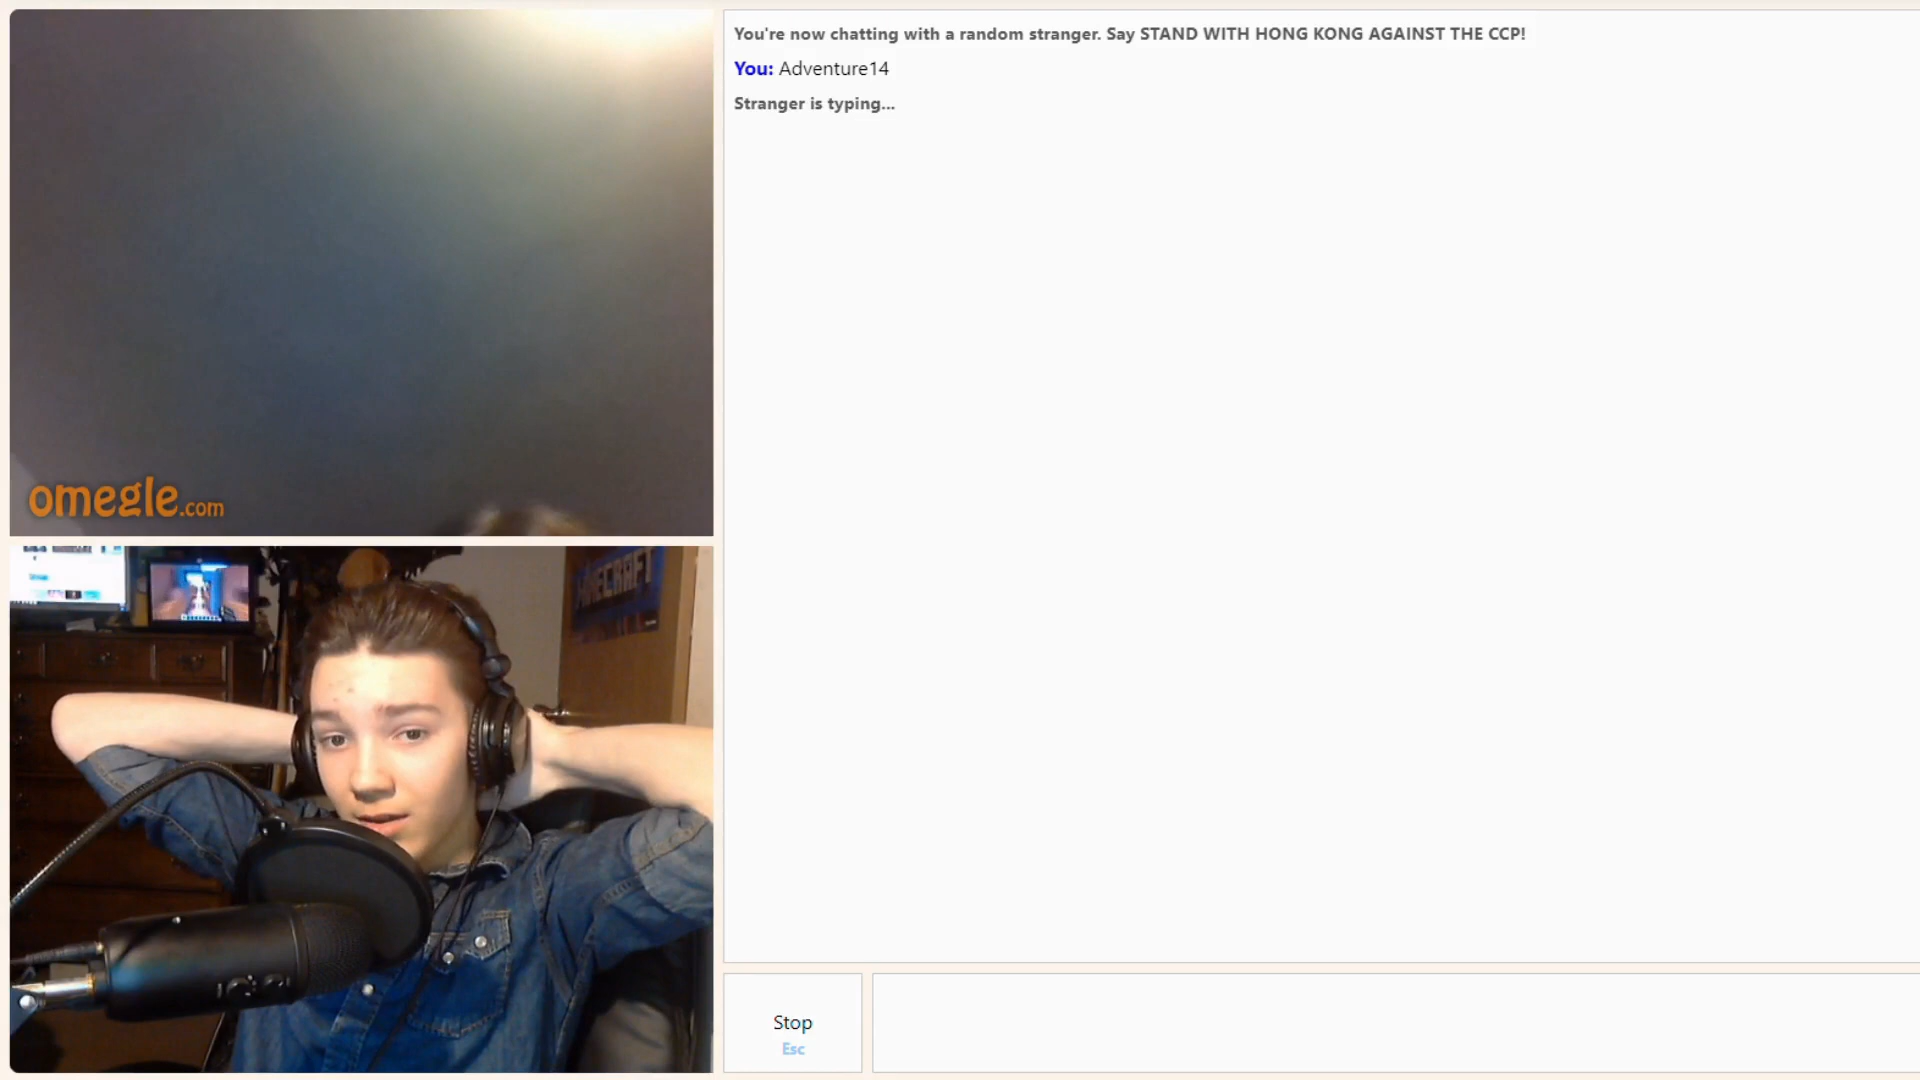 You're now chatting with a random stranger. Say STAND WITH HONG KONG AGAINST THE CCP!
You: Adventure14
Stranger is typing...
omegle.com
MINECRAFT
Stop
Esc